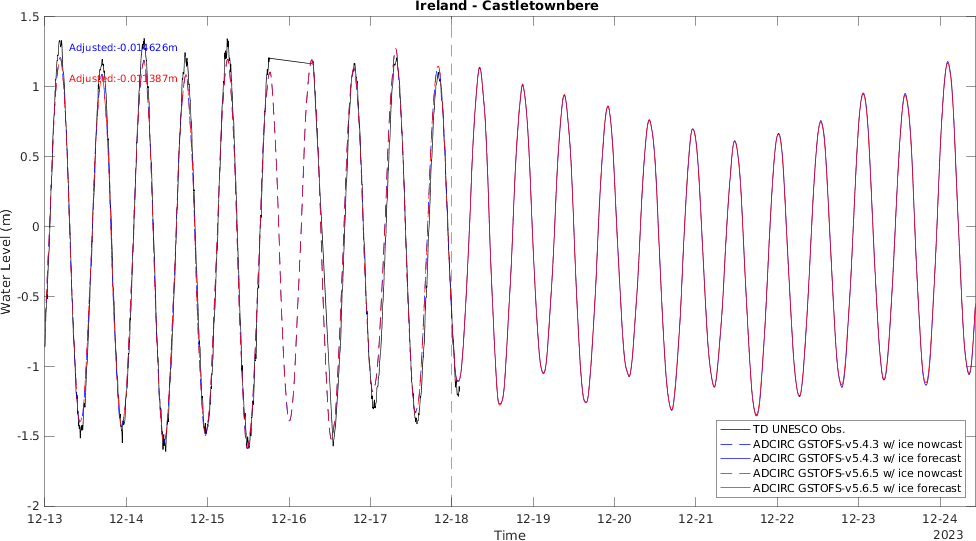 Ireland - Castletownbere
1.5
1
0.5
0
-0.5
-1
-1.5
-2
Water Level (m)
Adjusted:-0.014626m
Adjusted:-0.011387m
TD UNESCO Obs.
ADCIRC GSTOFS-v5.4.3 w/ ice nowcast
ADCIRC GSTOFS-v5.4.3 w/ ice forecast
ADCIRC GSTOFS-v5.6.5 w/ ice nowcast
ADCIRC GSTOFS-v5.6.5 w/ ice forecast
12-13 12-14 12-15 12-16 12-17 12-18 12-19 12-20 12-21 12-22 12-23 12-24
Time
2023